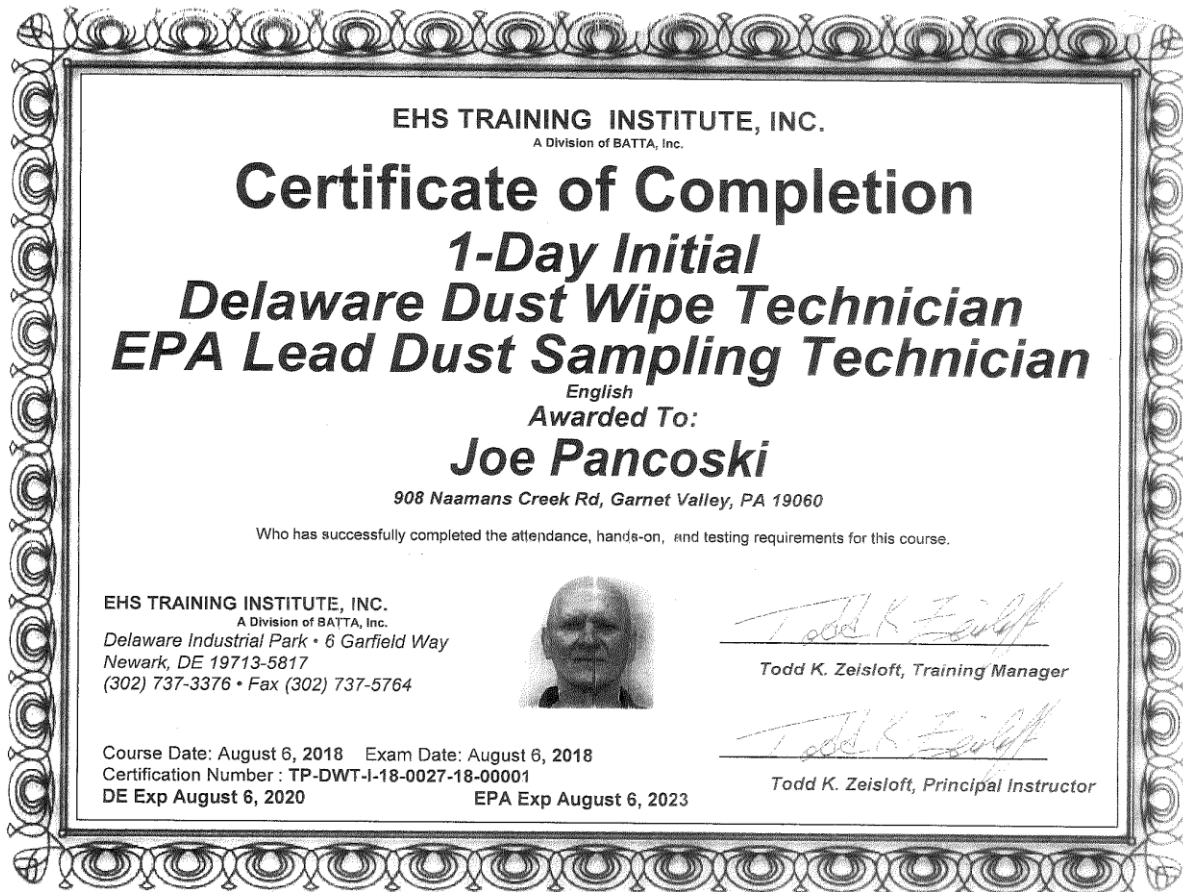 EHS TRAINING INSTITUTE, INC.
A Division of BATTA, Inc.
Certificate of Completion
1-Day Initial
Delaware Dust Wipe Technician
EPA Lead Dust Sampling Technician
English
Awarded To:
Joe Pancoski
908 Naamans Creek Rd, Garnet Valley, PA 19060
Who has successfully completed the attendance, hands-on, and testing requirements for this course.
EHS TRAINING INSTITUTE, INC.
A Division of BATTA, Inc.
Delaware Industrial Park • 6 Garfield Way
Newark, DE 19713-5817
(302) 737-3376 • Fax (302) 737-5764
Course Date: August 6, 2018 Exam Date: August 6, 2018
Certification Number : TP-DWT-I-18-0027-18-00001
DE Exp August 6, 2020 EPA Exp August 6, 2023
Todd K Zeisloff
Todd K. Zeisloft, Training Manager
Todd K Zeisloff
Todd K. Zeisloft, Principal Instructor